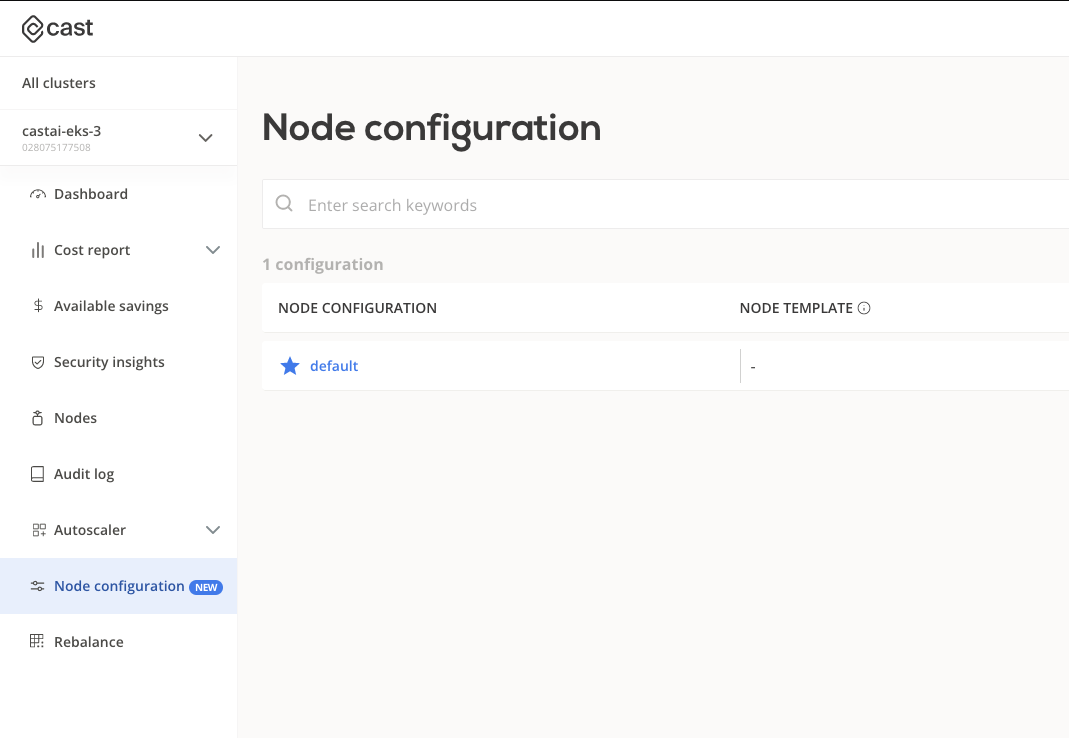 cast
All clusters
castai-eks-3
028075177508
Dashboard
Cost report
Available savings
Security insights
Nodes
Audit log
Autoscaler
Node configuration NEW
Rebalance
Node configuration
Enter search keywords
1 configuration
NODE CONFIGURATION NODE TEMPLATE
default -